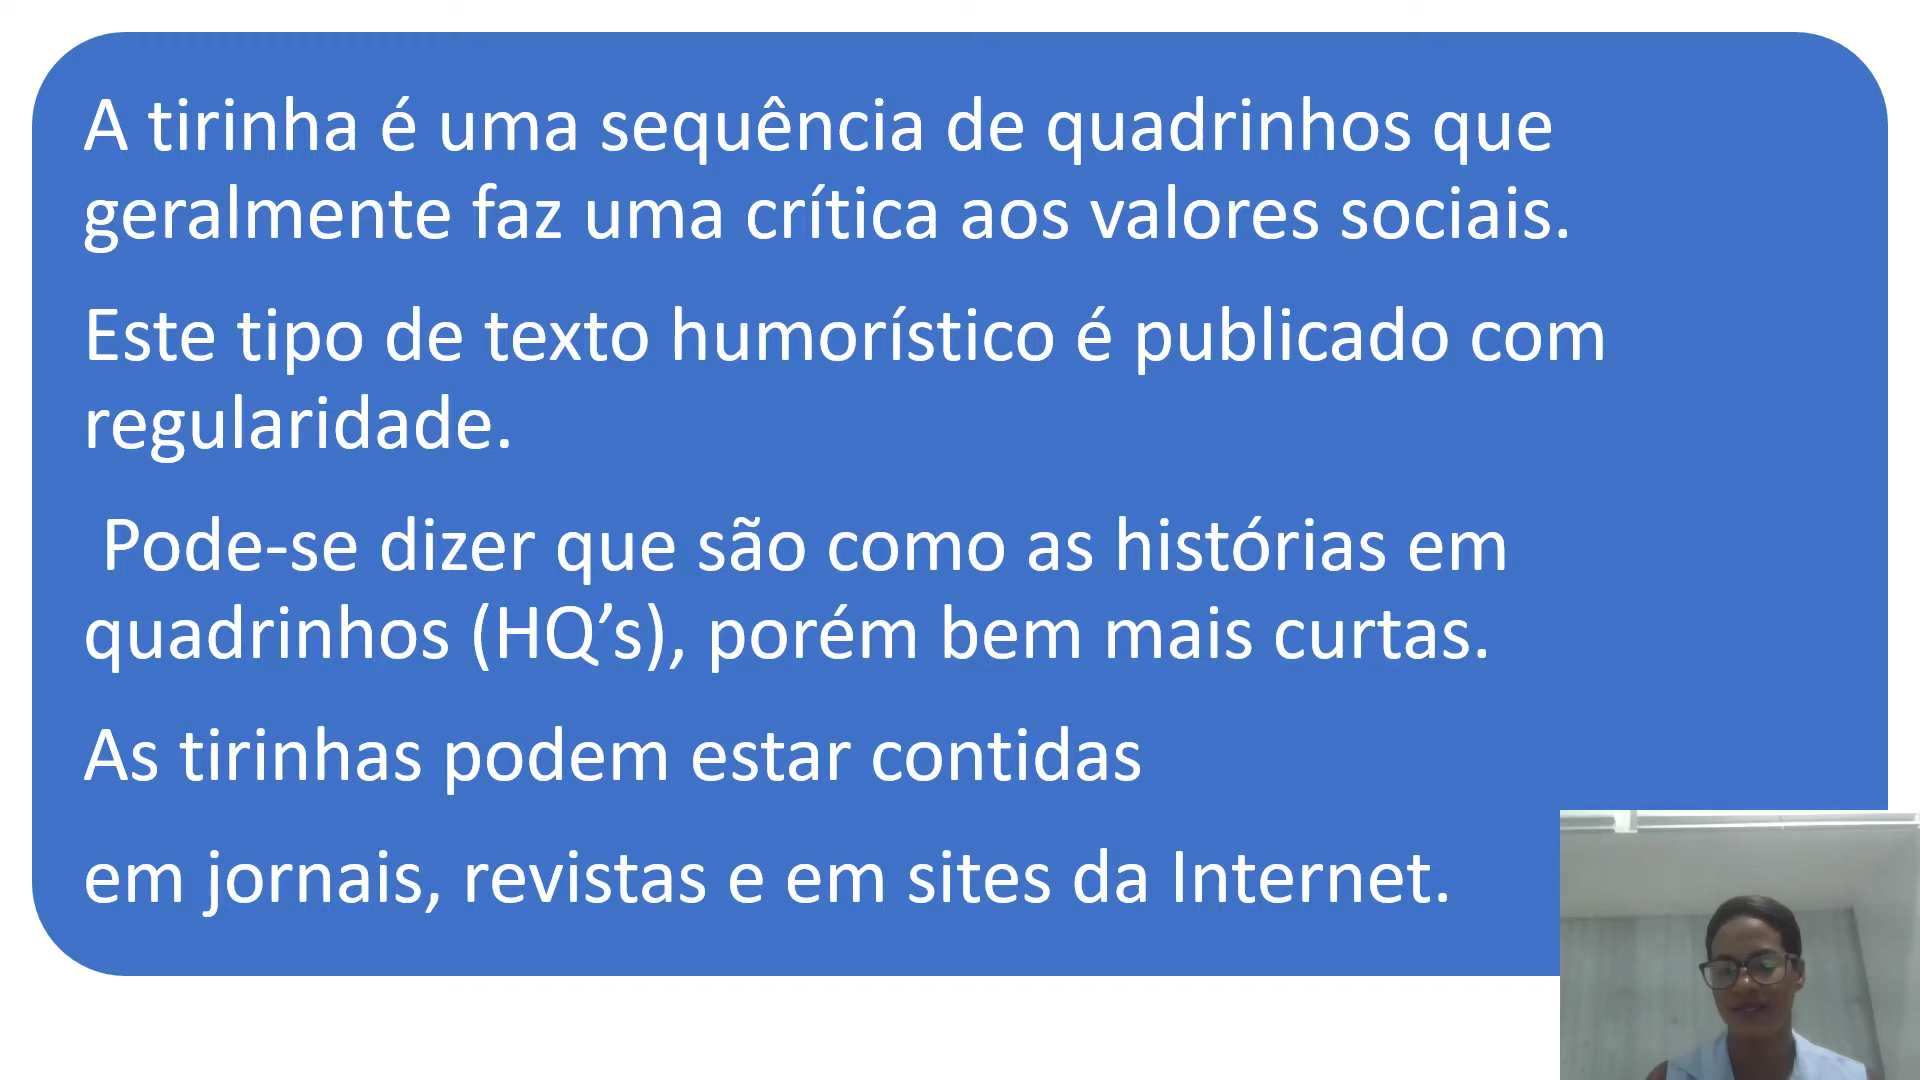 A tirinha é uma sequência de quadrinhos que
geralmente faz uma crítica aos valores sociais.
Este tipo de texto humorístico é publicado com
regularidade.
Pode-se dizer que são como as histórias em
quadrinhos (HQ’s), porém bem mais curtas.
As tirinhas podem estar contidas
em jornais, revistas e em sites da Internet.